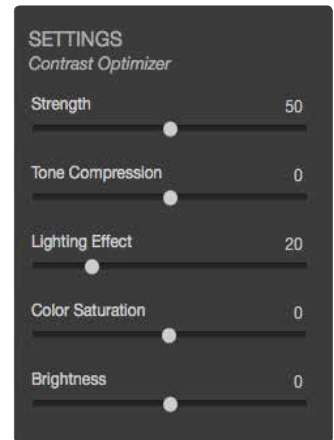 SETTINGS
Contrast Optimizer
Strength 50
Tone Compression 0
Lighting Effect 20
Color Saturation 0
Brightness 0